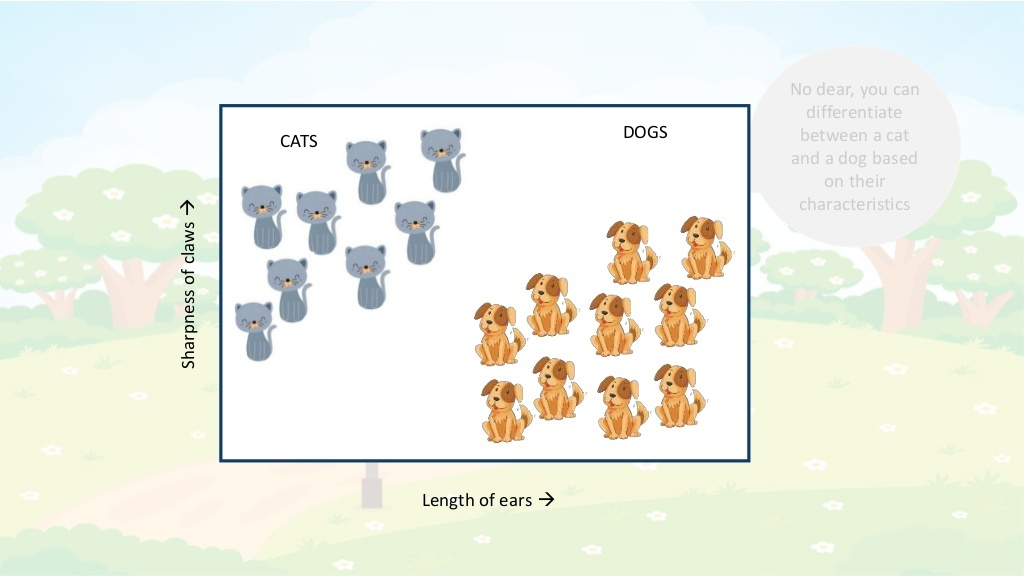 CATS
DOGS
No dear, you can
differentiate
between a cat
and a dog based
on their
characteristics
Sharpness of claws →
Length of ears →